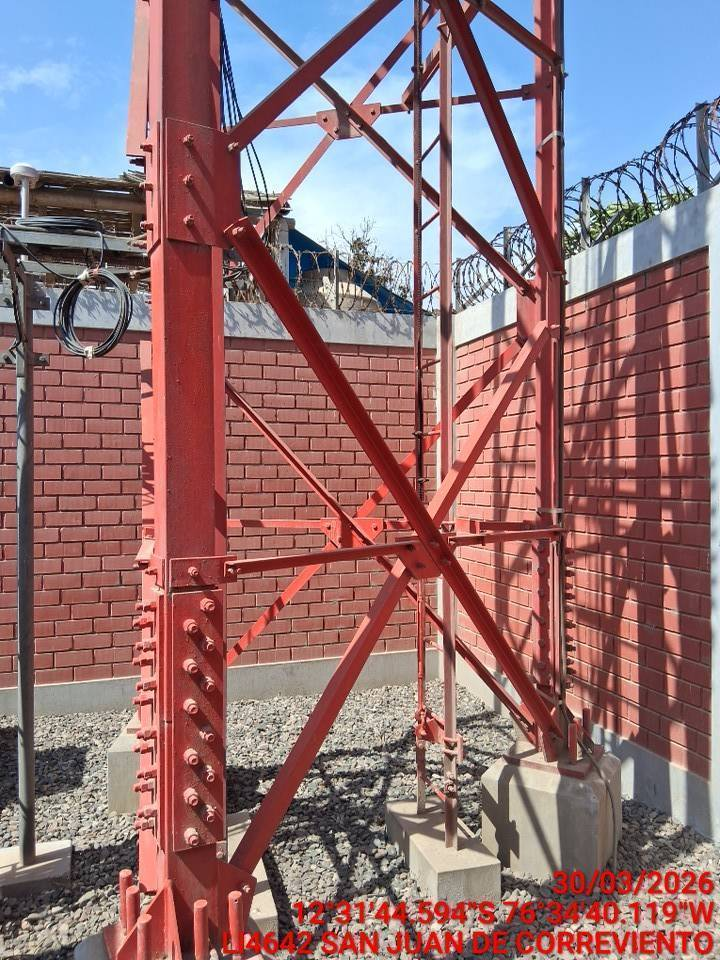 30/03/2026
12°31'44.594"S 76°34'40.119"W
LI4642 SAN JUAN DE CORREVIENTO